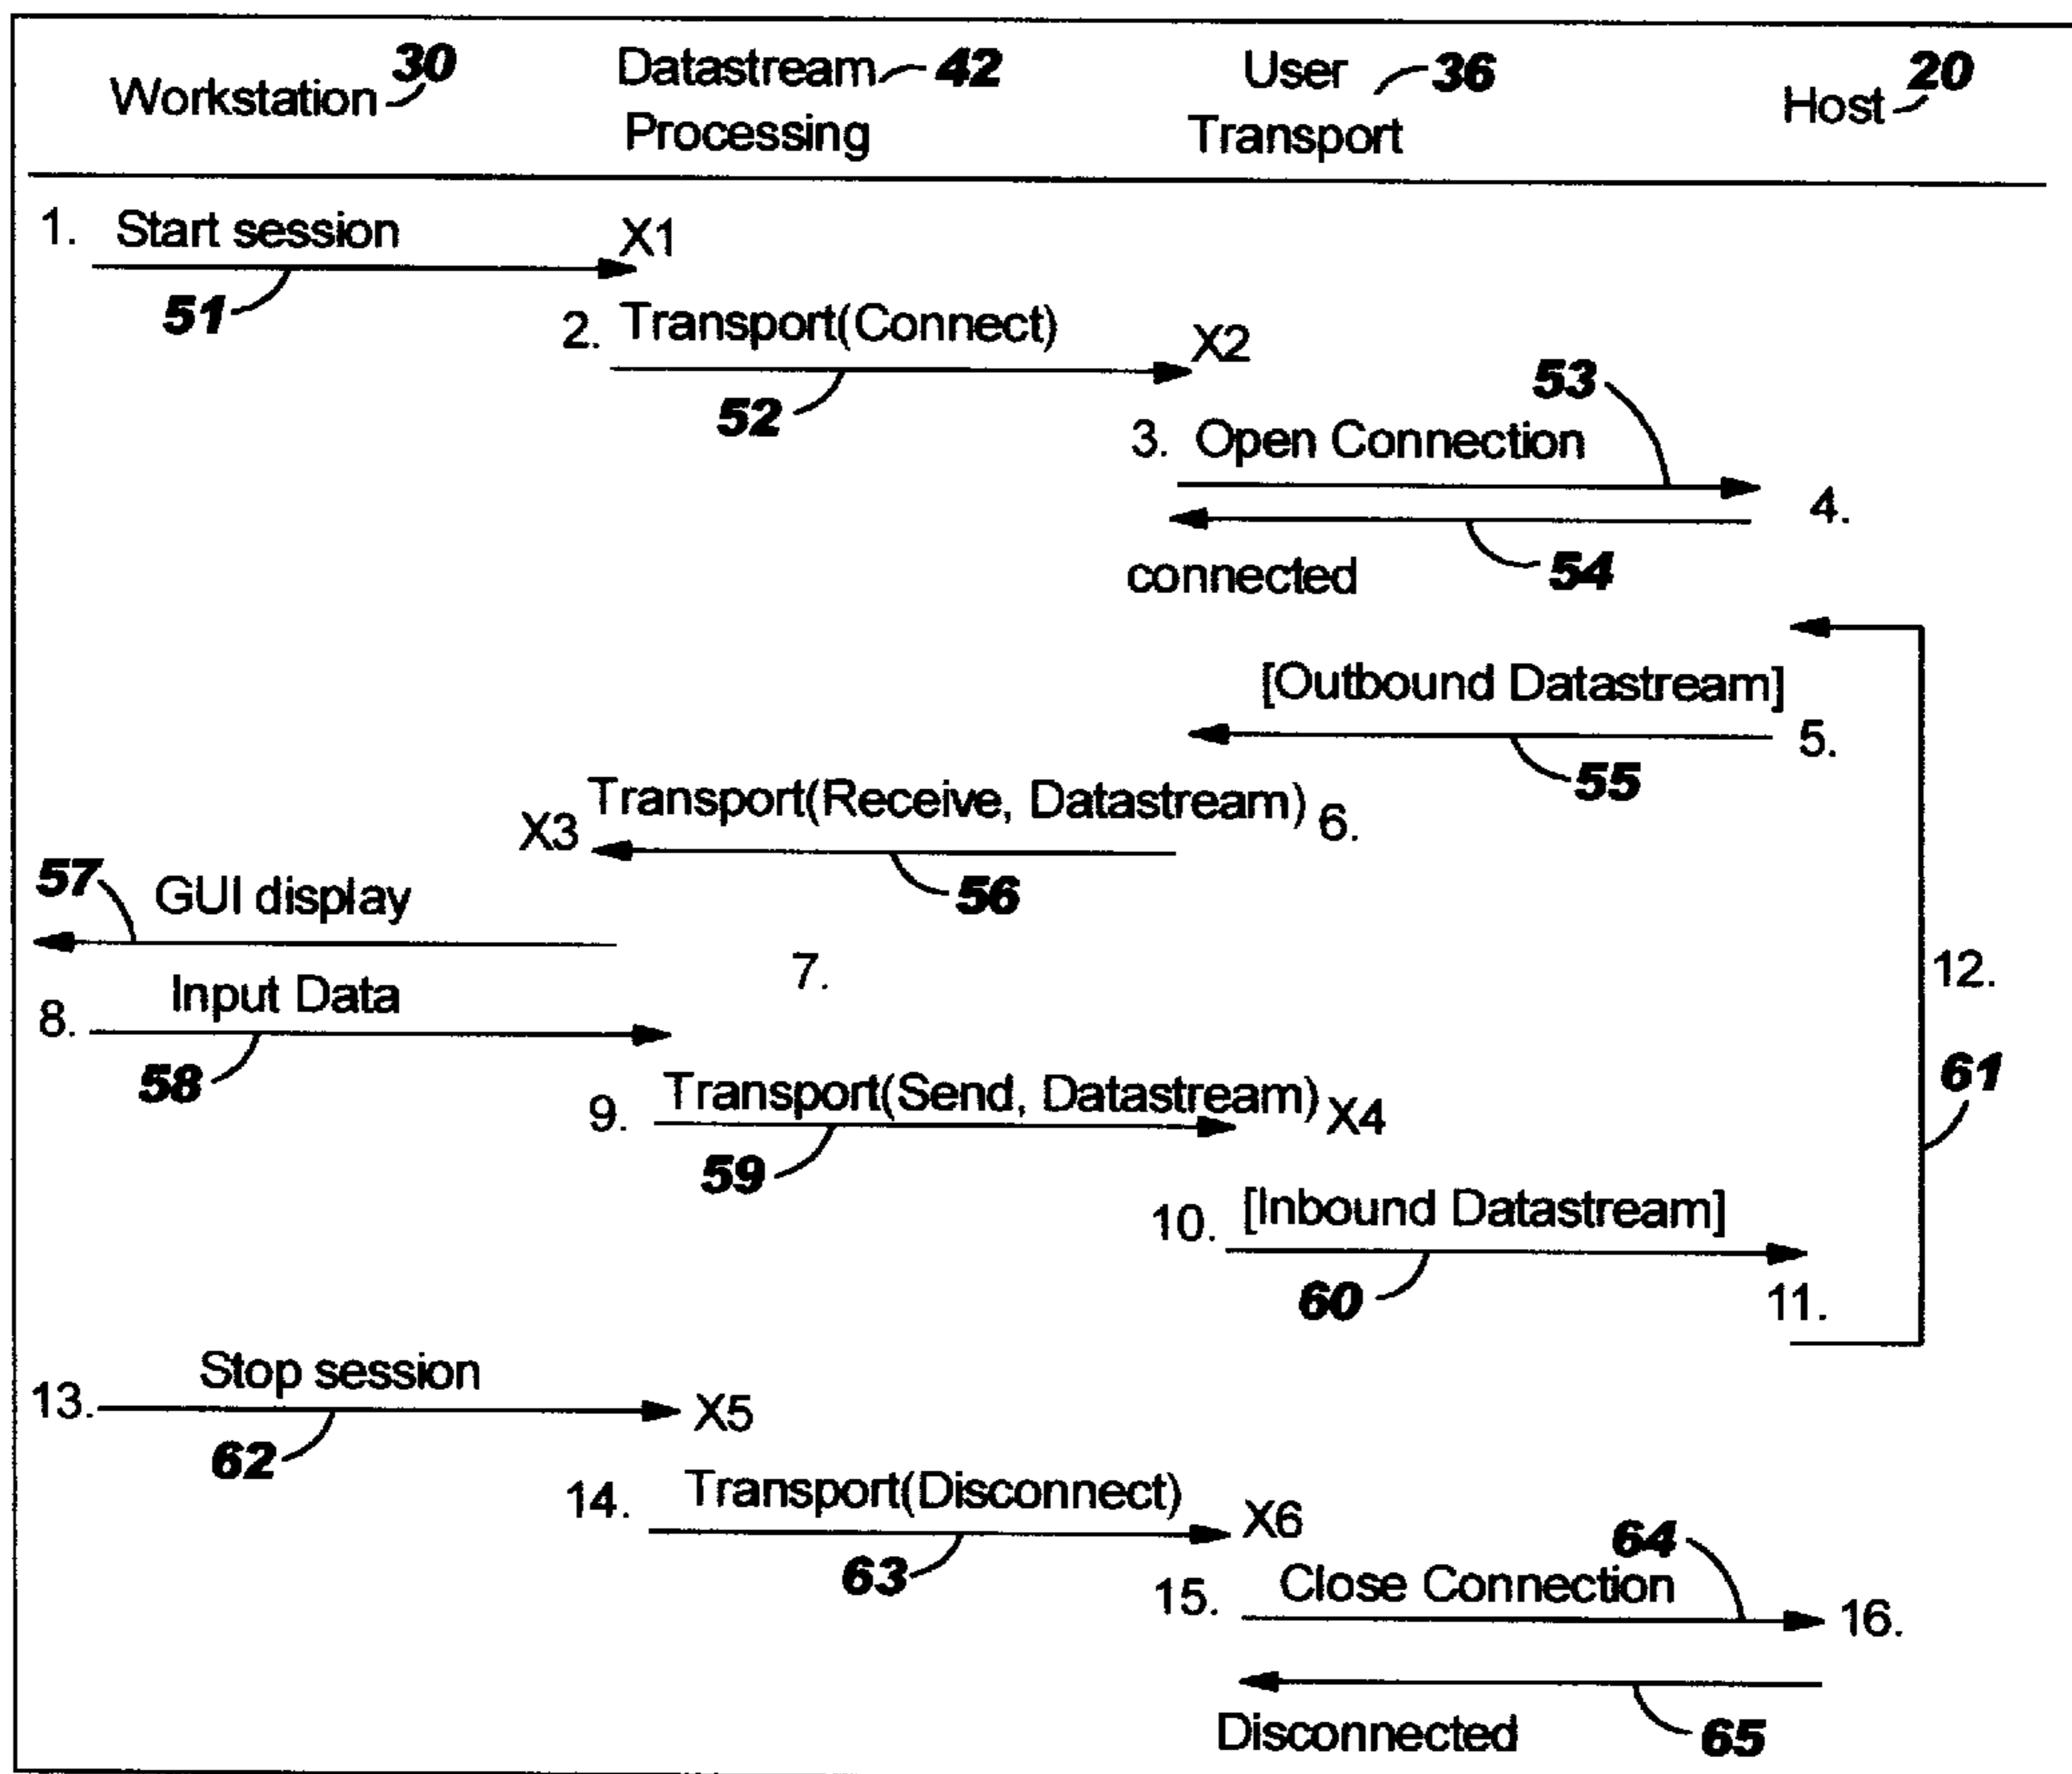 Workstation 30
Datastream 42
Processing
User 36
Transport
Host 20
1. Start session X1
51
2. Transport(Connect) X2
52
53
3. Open Connection
4.
connected 54
[Outbound Datastream]
5.
55
Transport(Receive, Datastream) 6.
X3
56
57 GUI display
7.
12.
8. Input Data
58
61
9. Transport(Send, Datastream) X4
59
10. [Inbound Datastream]
60
11.
13. Stop session X5
62
14. Transport(Disconnect) X6
63
64
15. Close Connection 16.
Disconnected 65